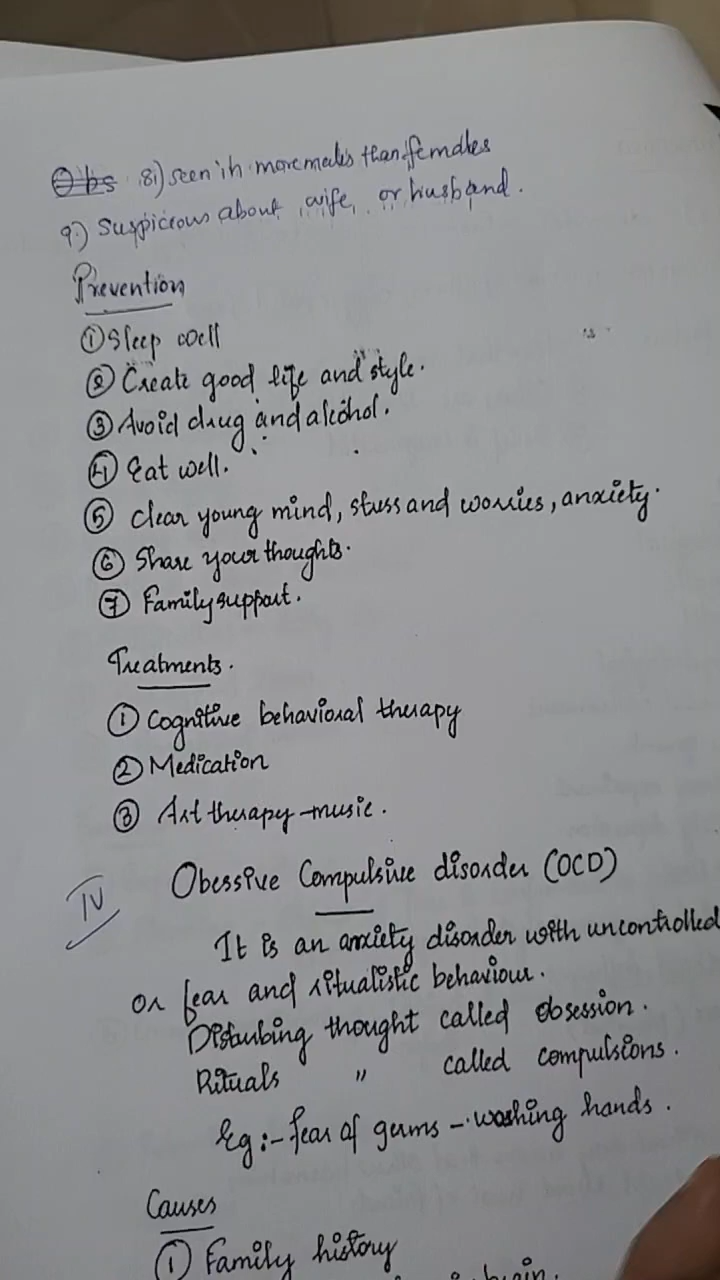 Obs 8.) seen in more males than females
9.) Suspicious about wife, or husband.
Prevention
① Sleep well
② Create good life and style.
③ Avoid drug and alcohol.
④ Eat well.
⑤ clear young mind, stress and worries, anxiety.
⑥ Share your thoughts.
⑦ Family support.
Treatments.
① Cognitive behavioral therapy
② Medication
③ Art therapy - music.
IV Obessive Compulsive disorder (OCD)
It is an anxiety disorder with uncontrolled
or fear and ritualistic behaviour.
Disturbing thought called obsession.
Rituals " called compulsions.
Eg :- fear of germs - washing hands.
Causes
① Family history
brain.